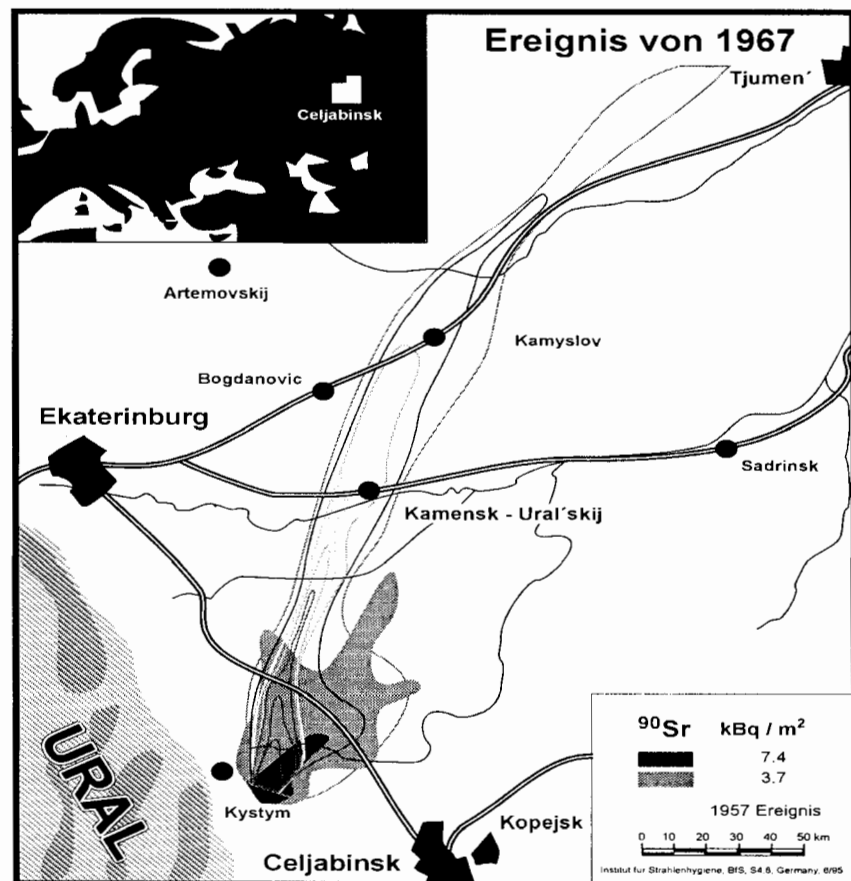 Ereignis von 1967
Tjumen´
Celjabinsk
Artemovskij
Kamyslov
Bogdanovic
Ekaterinburg
Sadrinsk
Kamensk - Ural´skij
URAL
⁹⁰Sr kBq / m²
7.4
3.7
1957 Ereignis
0 10 20 30 40 50 km
Institut fur Strahlenhygiene, BfS, S4.6, Germany, 6/95
Kystym
Kopejsk
Celjabinsk